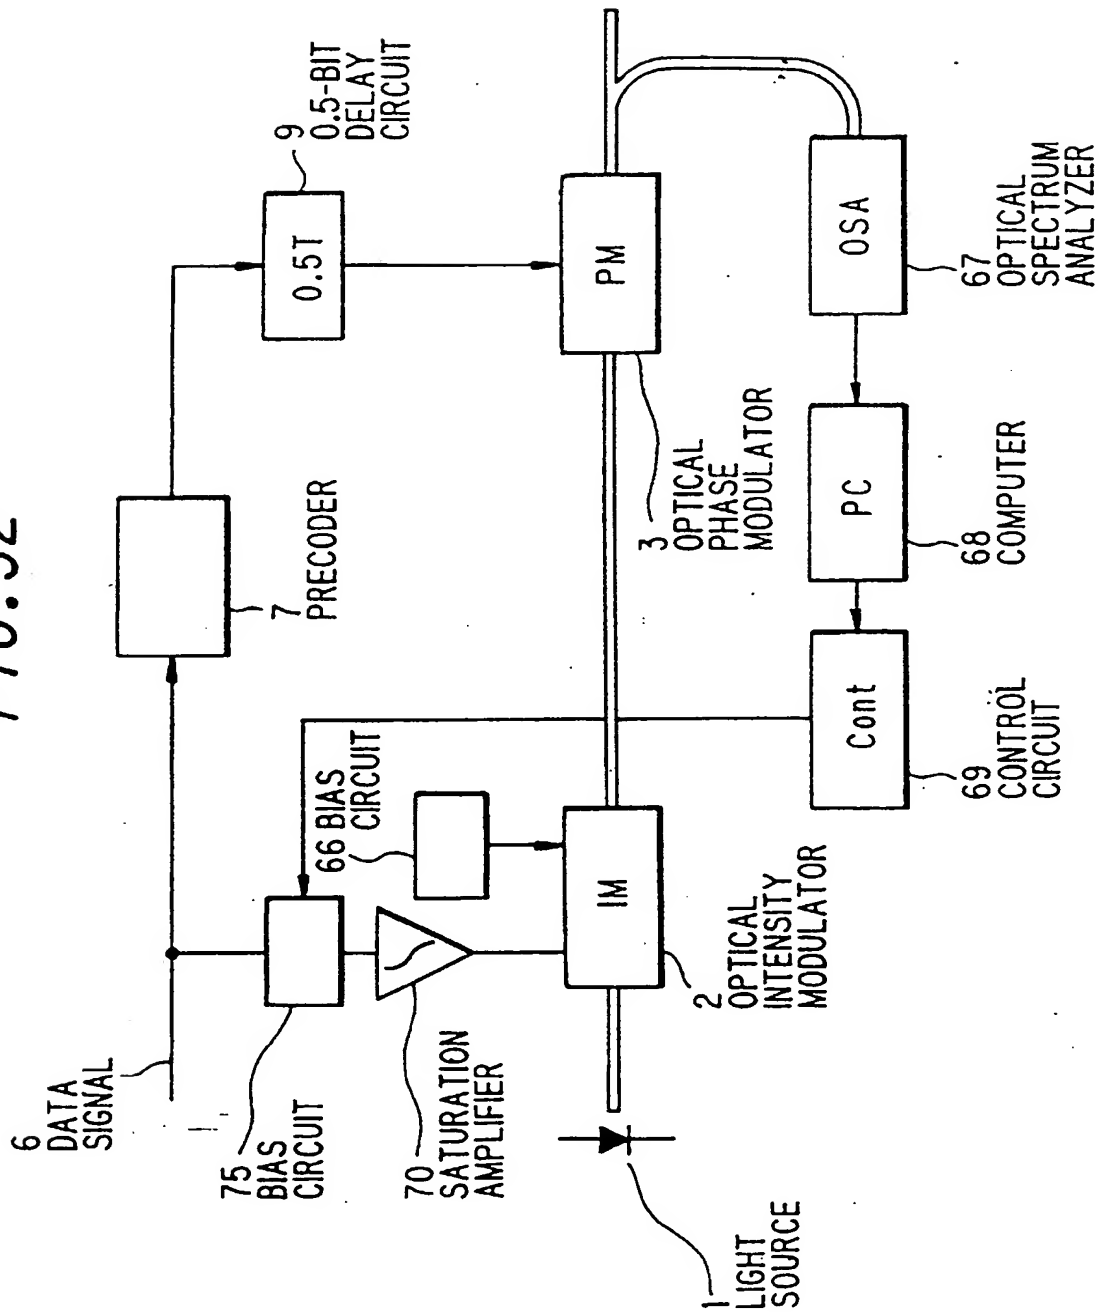 FIG.
6
DATA
SIGNAL
7
PRECODER
75
BIAS
CIRCUIT
9
0.5-BIT
DELAY
CIRCUIT
0.5T
66 BIAS
CIRCUIT
70
SATURATION
AMPLIFIER
IM
PM
1
LIGHT
SOURCE
2
OPTICAL
INTENSITY
MODULATOR
3
OPTICAL
PHASE
MODULATOR
Cont
PC
OSA
69
CONTROL
CIRCUIT
68
COMPUTER
67
OPTICAL
SPECTRUM
ANALYZER